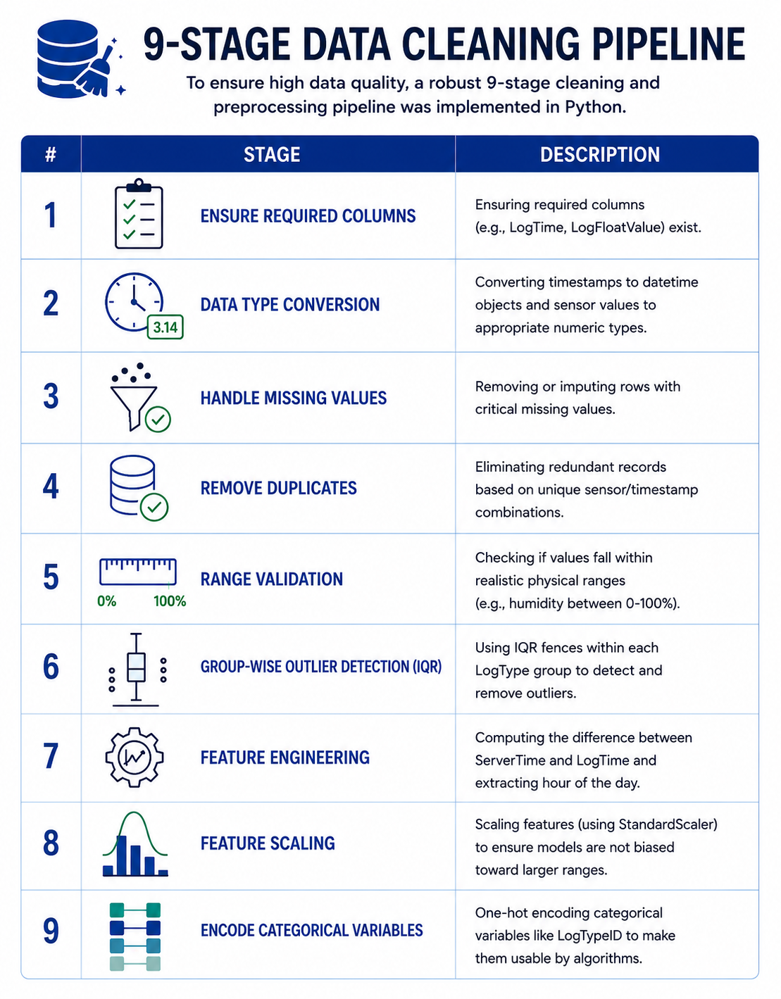 9-STAGE DATA CLEANING PIPELINE
To ensure high data quality, a robust 9-stage cleaning and
preprocessing pipeline was implemented in Python.
# STAGE DESCRIPTION
1
ENSURE REQUIRED COLUMNS
Ensuring required columns
(e.g., LogTime, LogFloatValue) exist.
2
3.14
DATA TYPE CONVERSION
Converting timestamps to datetime
objects and sensor values to
appropriate numeric types.
3
HANDLE MISSING VALUES
Removing or imputing rows with
critical missing values.
4
REMOVE DUPLICATES
Eliminating redundant records
based on unique sensor/timestamp
combinations.
5
0% 100%
RANGE VALIDATION
Checking if values fall within
realistic physical ranges
(e.g., humidity between 0-100%).
6
GROUP-WISE OUTLIER DETECTION (IQR)
Using IQR fences within each
LogType group to detect and
remove outliers.
7
FEATURE ENGINEERING
Computing the difference between
ServerTime and LogTime and
extracting hour of the day.
8
FEATURE SCALING
Scaling features (using StandardScaler)
to ensure models are not biased
toward larger ranges.
9
ENCODE CATEGORICAL VARIABLES
One-hot encoding categorical
variables like LogTypeID to make
them usable by algorithms.